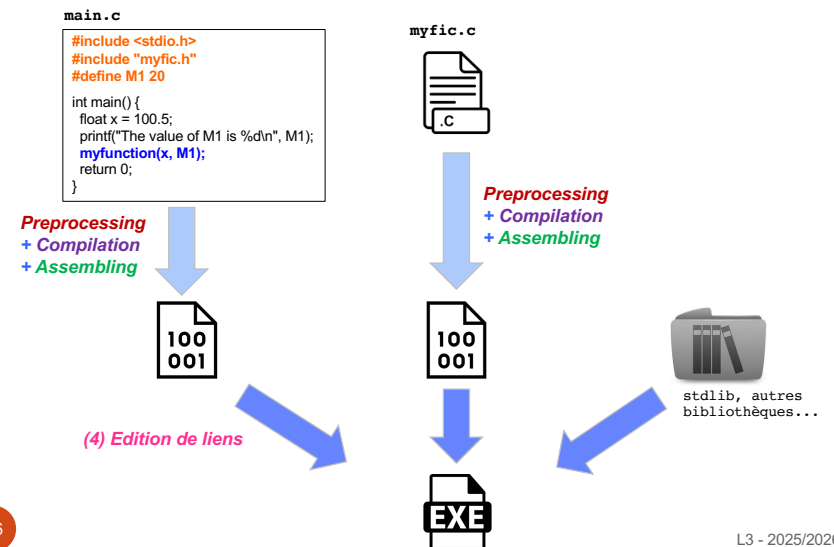 main.c
#include <stdio.h>
#include "myfic.h"
#define M1 20
int main() {
float x = 100.5;
printf("The value of M1 is %d\n", M1);
myfunction(x, M1);
return 0;
}
myfic.c
.C
Preprocessing
+ Compilation
+ Assembling
Preprocessing
+ Compilation
+ Assembling
100
001
100
001
stdlib, autres
bibliothèques...
(4) Edition de liens
EXE
6
L3 - 2025/2026